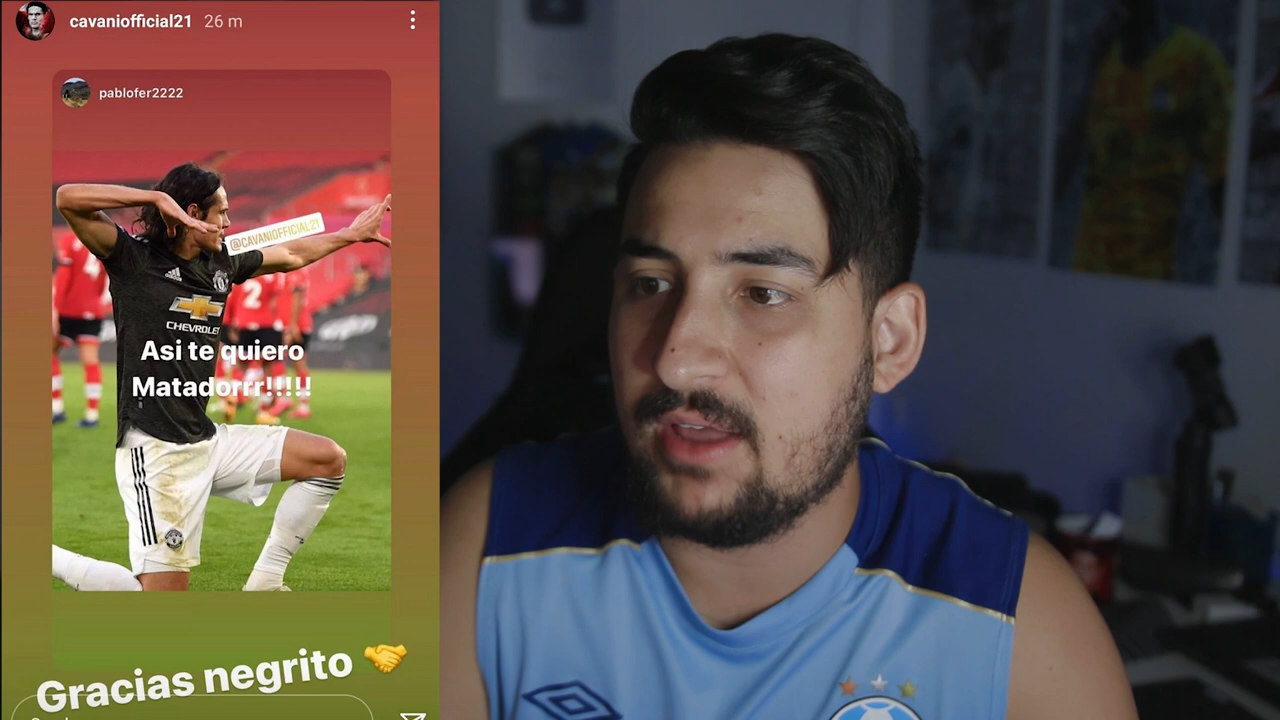 cavaniofficial21 26 m
pablofer2222
@CAVANIOFFICIAL21
CHEVROLET
Asi te quiero
Matadorrr!!!!!
Gracias negrito 🤝